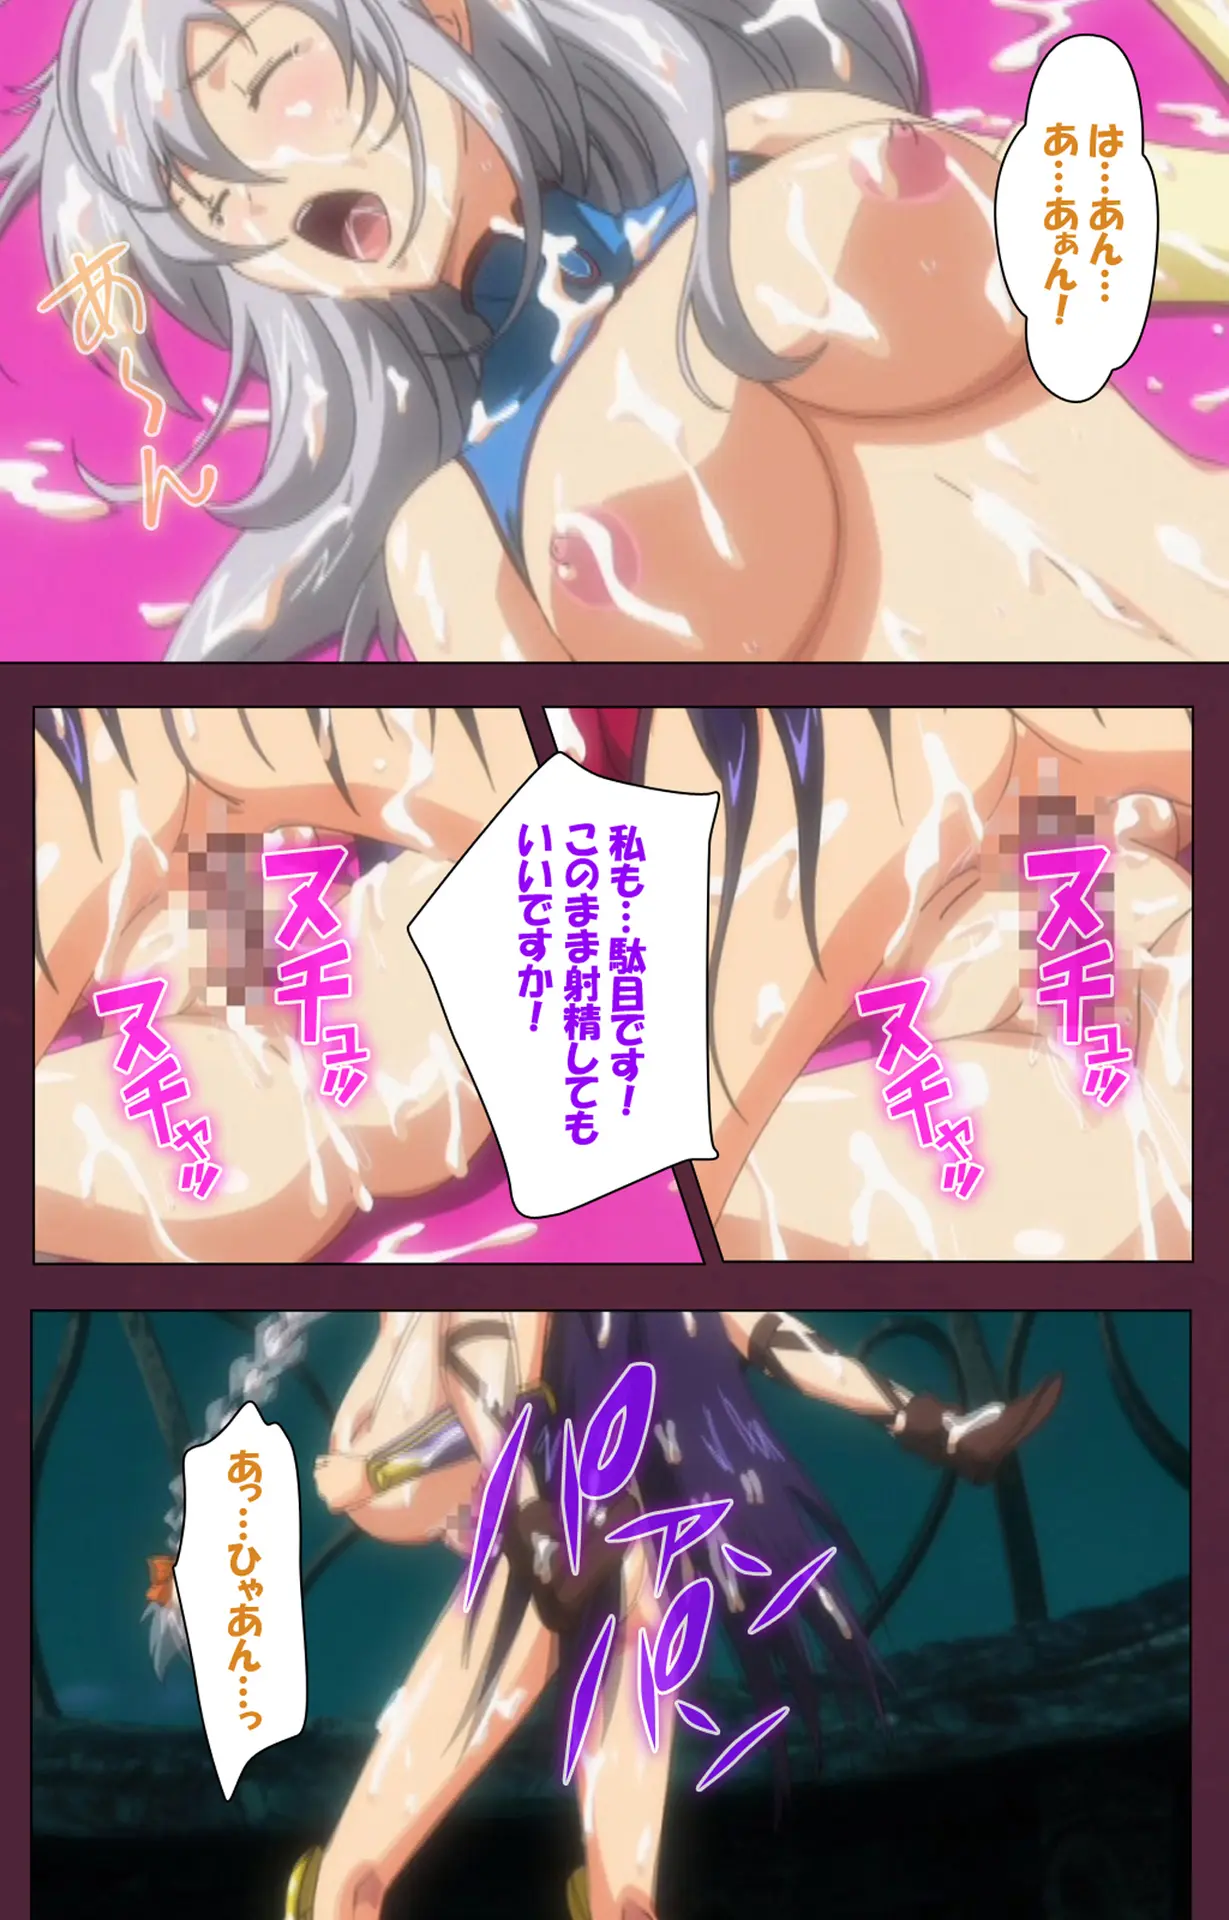 は…あん…
あ…あぁん！
あ～ん
私も…駄目です！
このまま射精しても
いいですか！
ヌチュッ
ヌチャッ
ヌチュッ
ヌチャッ
パアン
パン
あっ…ひゃあん…っ